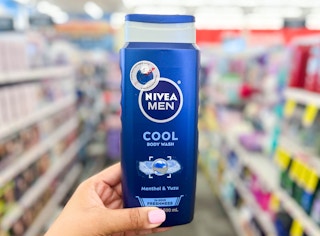 NIVEA
MEN
COOL
BODY WASH
Menthol & Yuzu
FRESHNESS